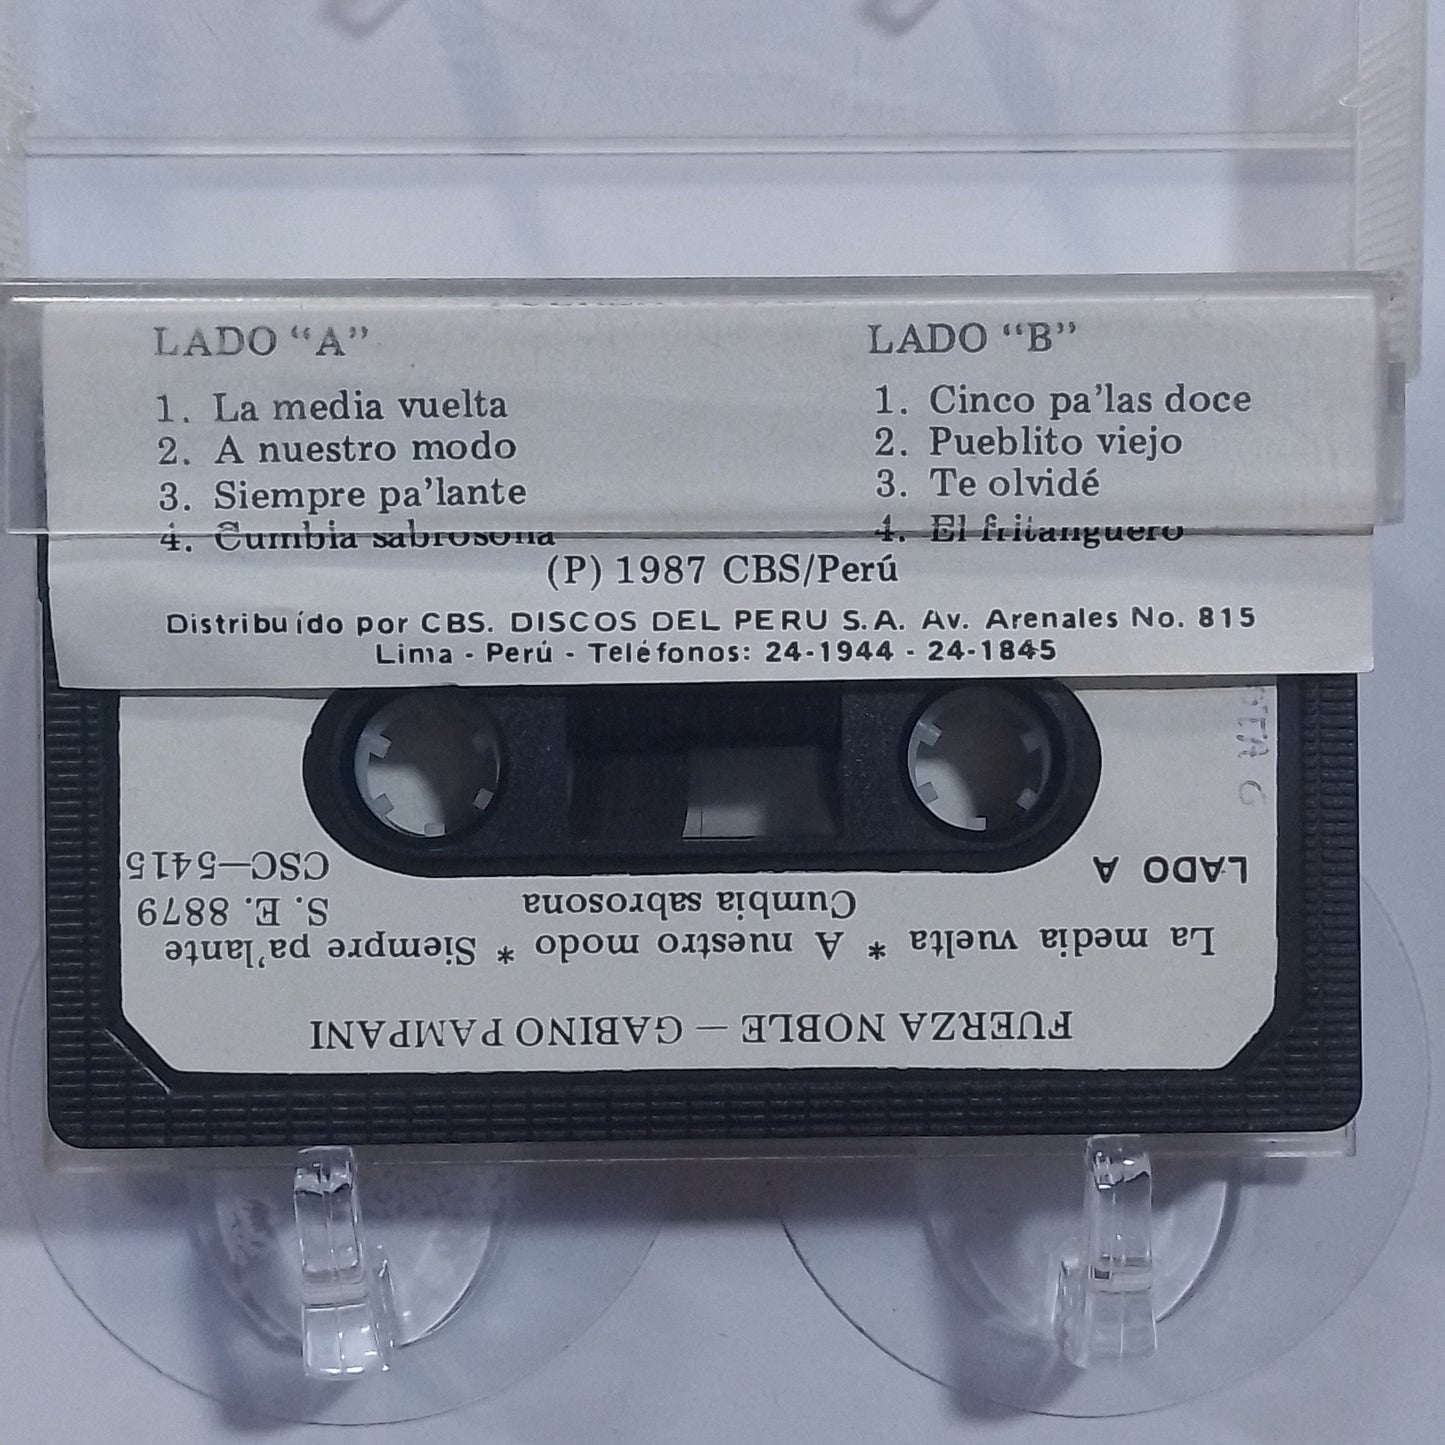 LADO “A”
1. La media vuelta
2. A nuestro modo
3. Siempre pa’lante
4. Cumbia sabrosona
LADO “B”
1. Cinco pa’las doce
2. Pueblito viejo
3. Te olvidé
4. El fritanguero
(P) 1987 CBS/Perú
Distribuído por CBS. DISCOS DEL PERU S.A. Av. Arenales No. 815
Lima - Perú - Teléfonos: 24-1944 - 24-1845
FUERZA NOBLE — GABINO PAMPANI
La media vuelta * A nuestro modo * Siempre pa’lante
Cumbia sabrosona
S. E. 8879
LADO A
CSC—5415